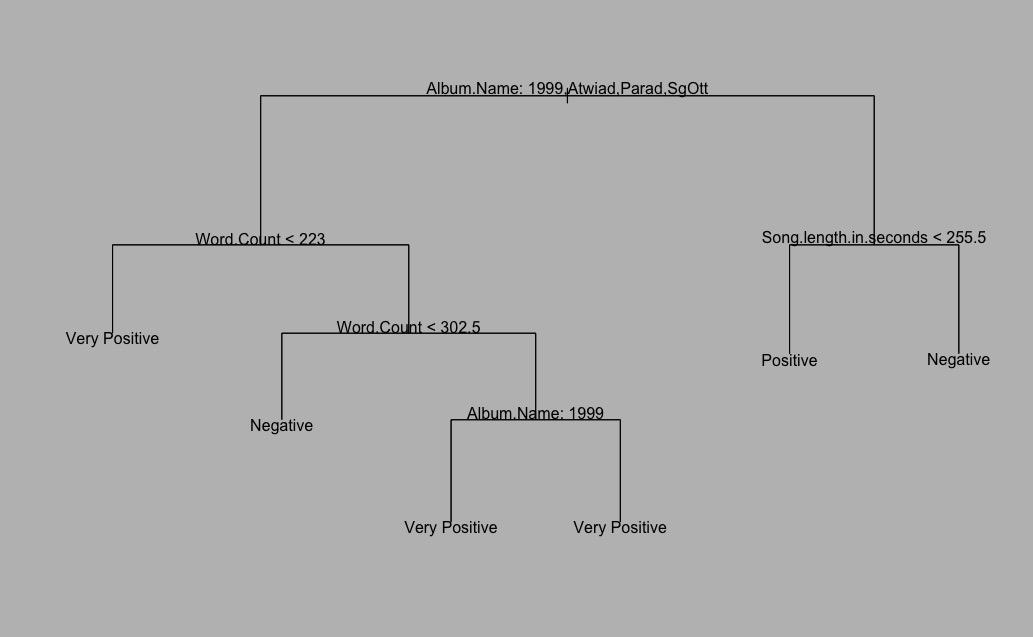 Album.Name: 1999,Atwiad,Parad,SgOtt
Word.Count < 223
Song.length.in.seconds < 255.5
Very Positive
Word.Count < 302.5
Positive
Negative
Negative
Album.Name: 1999
Very Positive
Very Positive